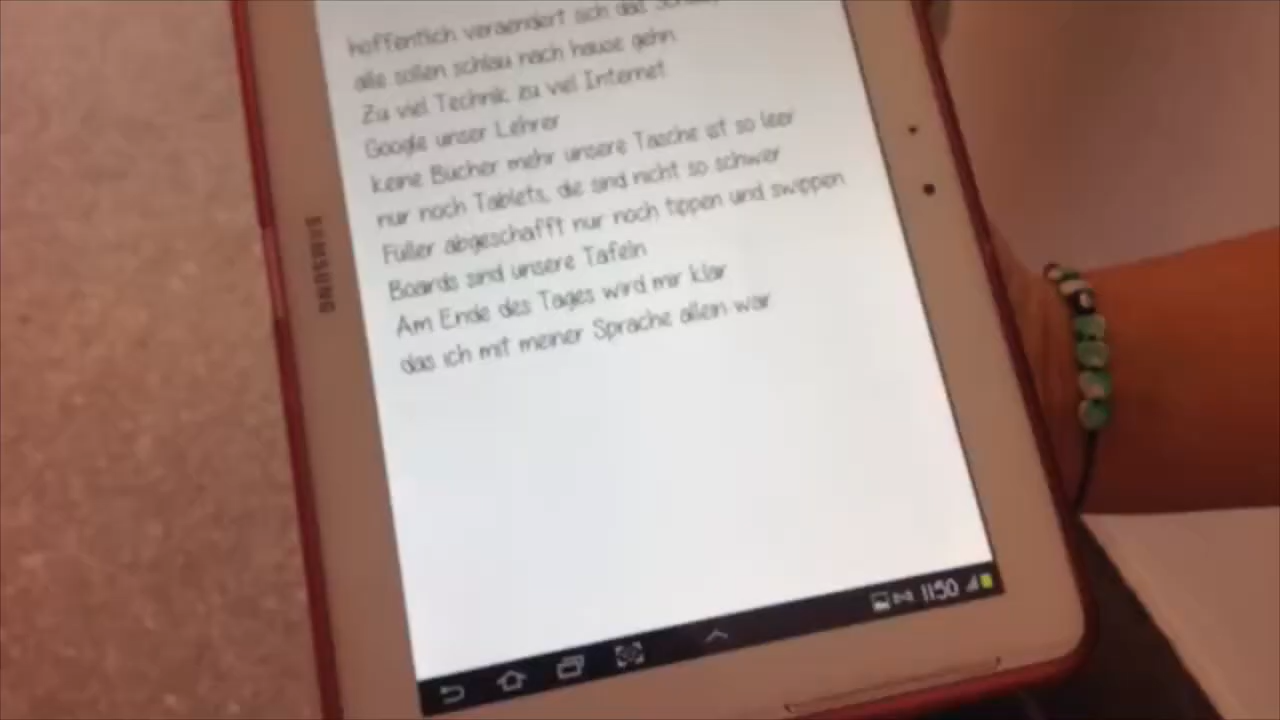 hoffentlich veraendert sich das
alle sollen schlau nach hause gehn
Zu viel Technik, zu viel Internet
Google unser Lehrer
keine Bücher mehr unsere Tasche ist so leer
nur noch Tablets, die sind nicht so schwer
Füller abgeschafft nur noch tippen und swippen
Boards sind unsere Tafeln
Am Ende des Tages wird mir klar
das ich mit meiner Sprache allein war
SAMSUNG
1150